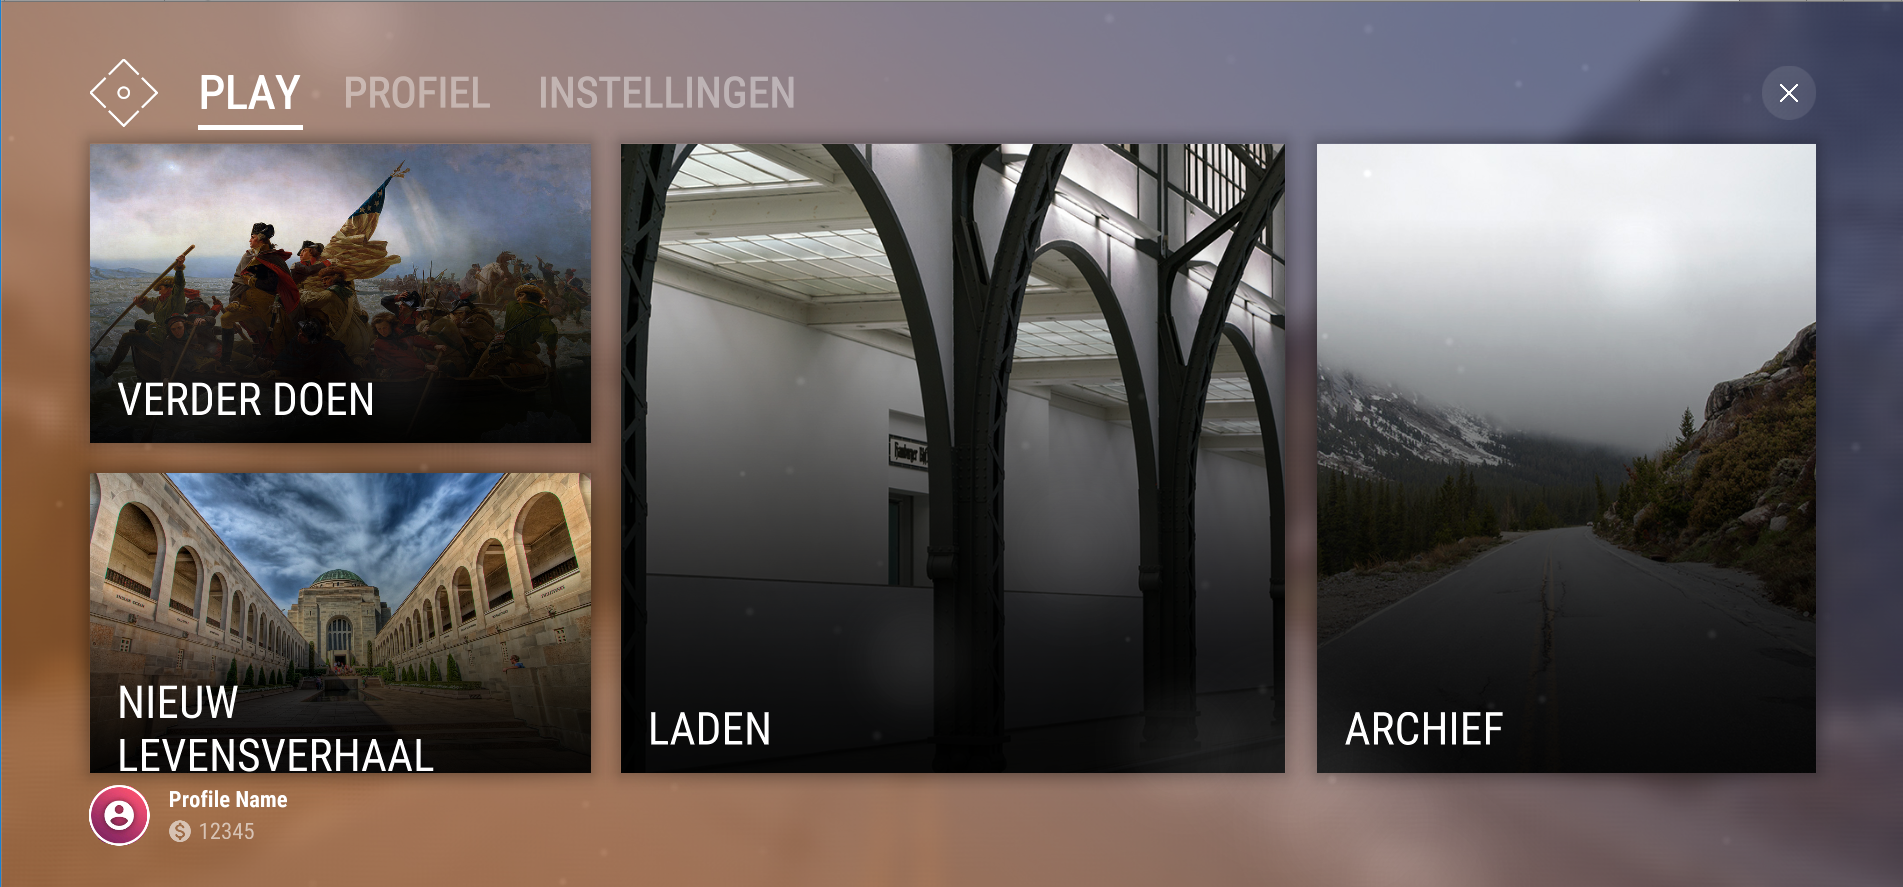 PLAY PROFIEL INSTELLINGEN
VERDER DOEN
NIEUW
LEVENSVERHAAL
LADEN
ARCHIEF
Profile Name
12345